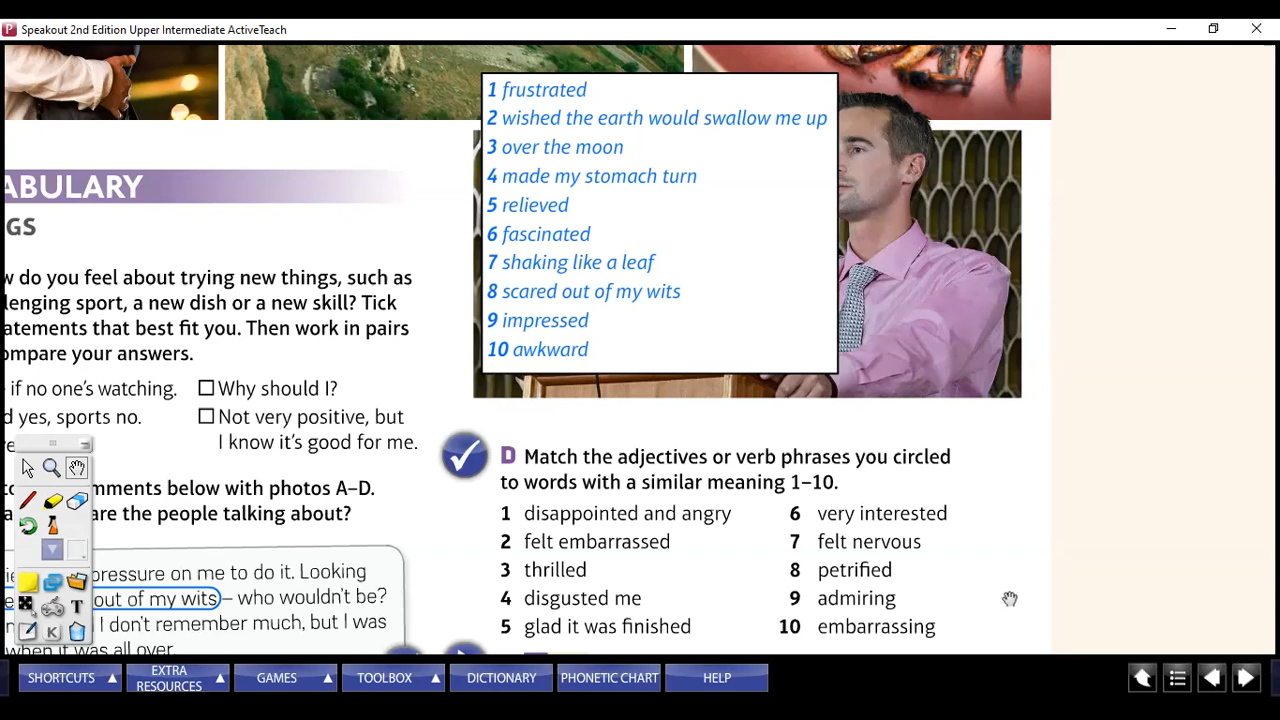 Speakout 2nd Edition Upper Intermediate ActiveTeach
1 frustrated
2 wished the earth would swallow me up
3 over the moon
4 made my stomach turn
5 relieved
6 fascinated
7 shaking like a leaf
8 scared out of my wits
9 impressed
10 awkward
ABULARY
GS
w do you feel about trying new things, such as
lenging sport, a new dish or a new skill? Tick
atements that best fit you. Then work in pairs
ompare your answers.
if no one's watching.
Why should I?
d yes, sports no.
Not very positive, but
I know it's good for me.
mments below with photos A–D.
are the people talking about?
pressure on me to do it. Looking
out of my wits – who wouldn't be?
I don't remember much, but I was
when it was all over.
D Match the adjectives or verb phrases you circled
to words with a similar meaning 1–10.
1 disappointed and angry
2 felt embarrassed
3 thrilled
4 disgusted me
5 glad it was finished
6 very interested
7 felt nervous
8 petrified
9 admiring
10 embarrassing
T
K
SHORTCUTS
EXTRA
RESOURCES
GAMES
TOOLBOX
DICTIONARY
PHONETIC CHART
HELP